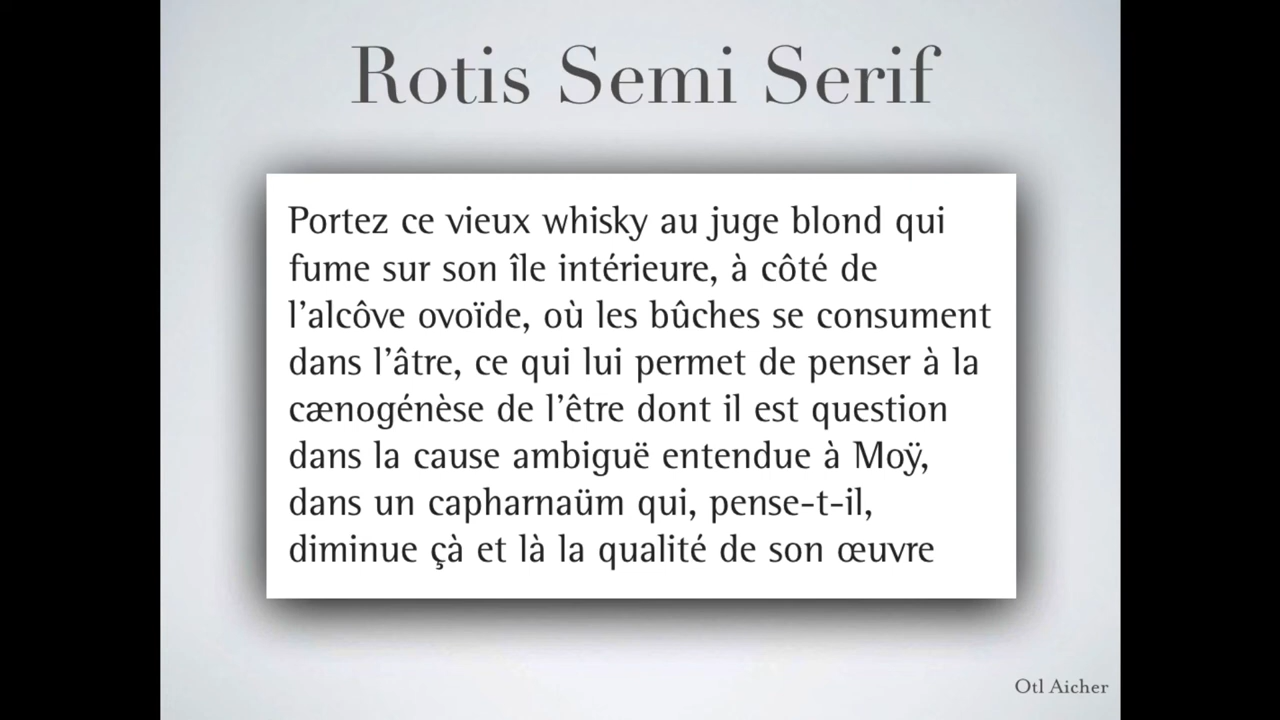 Rotis Semi Serif
Portez ce vieux whisky au juge blond qui
fume sur son île intérieure, à côté de
l’alcôve ovoïde, où les bûches se consument
dans l’âtre, ce qui lui permet de penser à la
cænogénèse de l’être dont il est question
dans la cause ambiguë entendue à Moÿ,
dans un capharnaüm qui, pense-t-il,
diminue çà et là la qualité de son œuvre
Otl Aicher